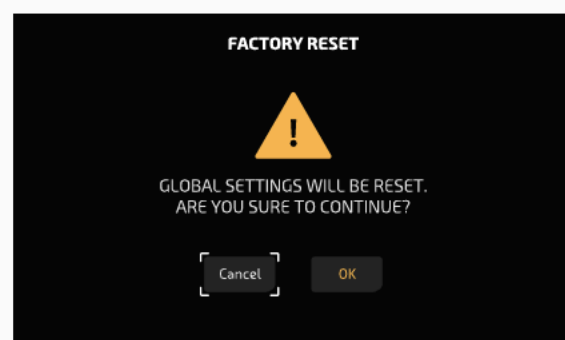 FACTORY RESET
!
GLOBAL SETTINGS WILL BE RESET.
ARE YOU SURE TO CONTINUE?
Cancel OK